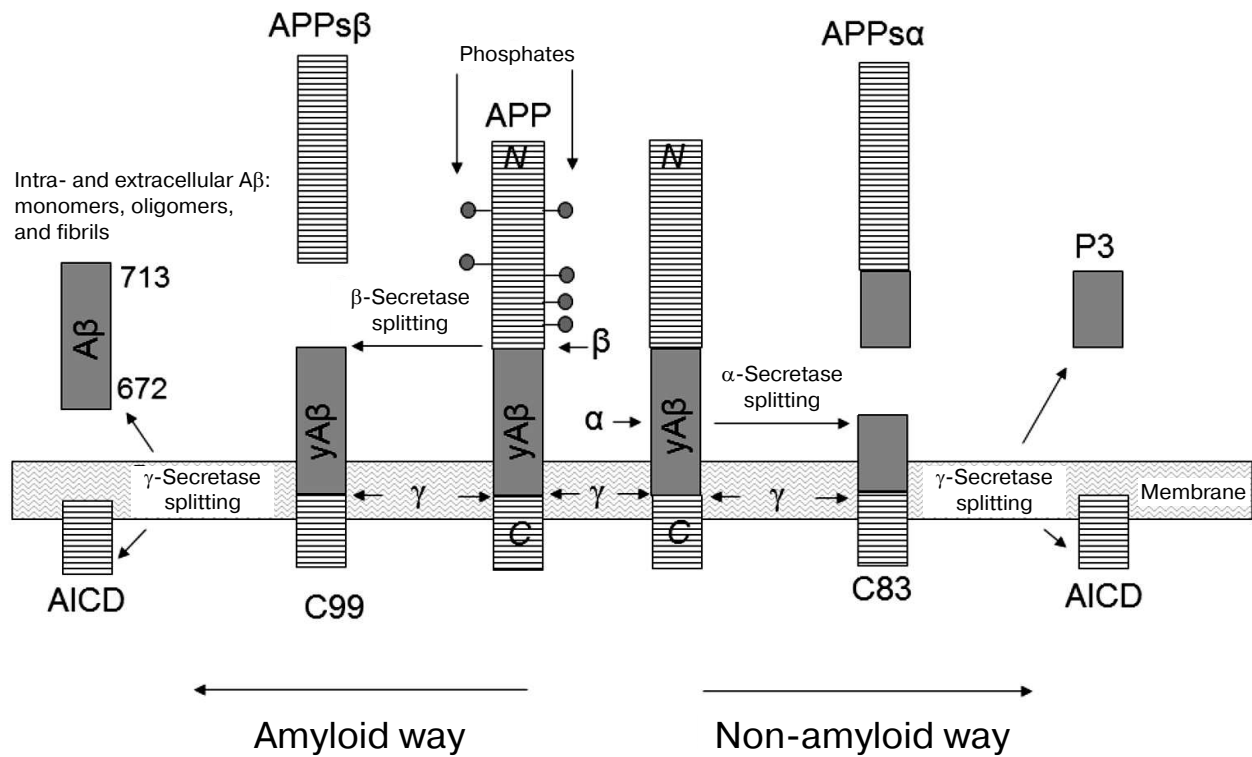 APPsβ
APPsα
Phosphates
APP
N
N
Intra- and extracellular Aβ:
monomers, oligomers,
and fibrils
P3
713
Aβ
672
β-Secretase
splitting
β
α-Secretase
splitting
α
yAβ
yAβ
yAβ
γ-Secretase
splitting
γ
γ
γ
γ-Secretase
splitting
Membrane
C
C
AICD
C99
C83
AICD
Amyloid way
Non-amyloid way